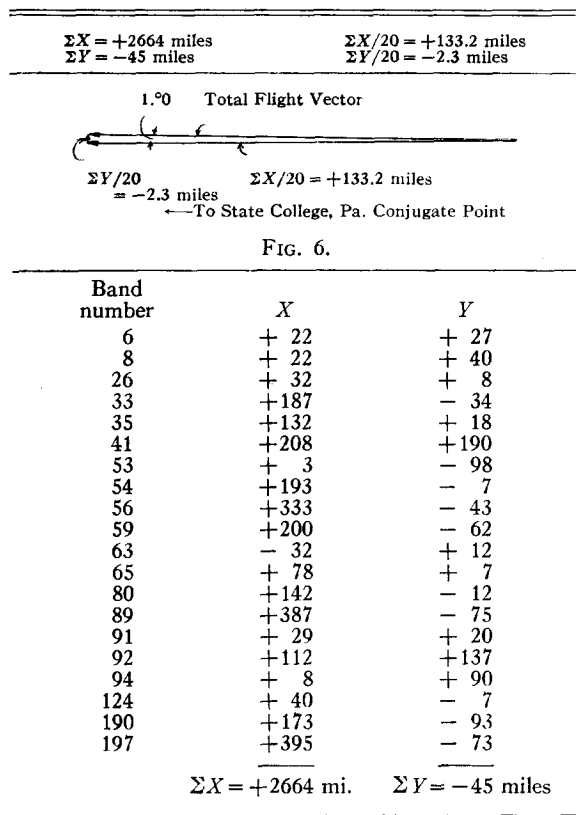 ΣX = +2664 miles ΣX/20 = +133.2 miles
ΣY = −45 miles ΣY/20 = −2.3 miles
1.°0 Total Flight Vector
ΣY/20 ΣX/20 = +133.2 miles
= −2.3 miles
←To State College, Pa. Conjugate Point
FIG. 6.
Band
number X Y
6 + 22 + 27
8 + 22 + 40
26 + 32 + 8
33 +187 − 34
35 +132 + 18
41 +208 +190
53 + 3 − 98
54 +193 − 7
56 +333 − 43
59 +200 − 62
63 − 32 + 12
65 + 78 + 7
80 +142 − 12
89 +387 − 75
91 + 29 + 20
92 +112 +137
94 + 8 + 90
124 + 40 − 7
190 +173 − 93
197 +395 − 73
ΣX = +2664 mi. ΣY = −45 miles